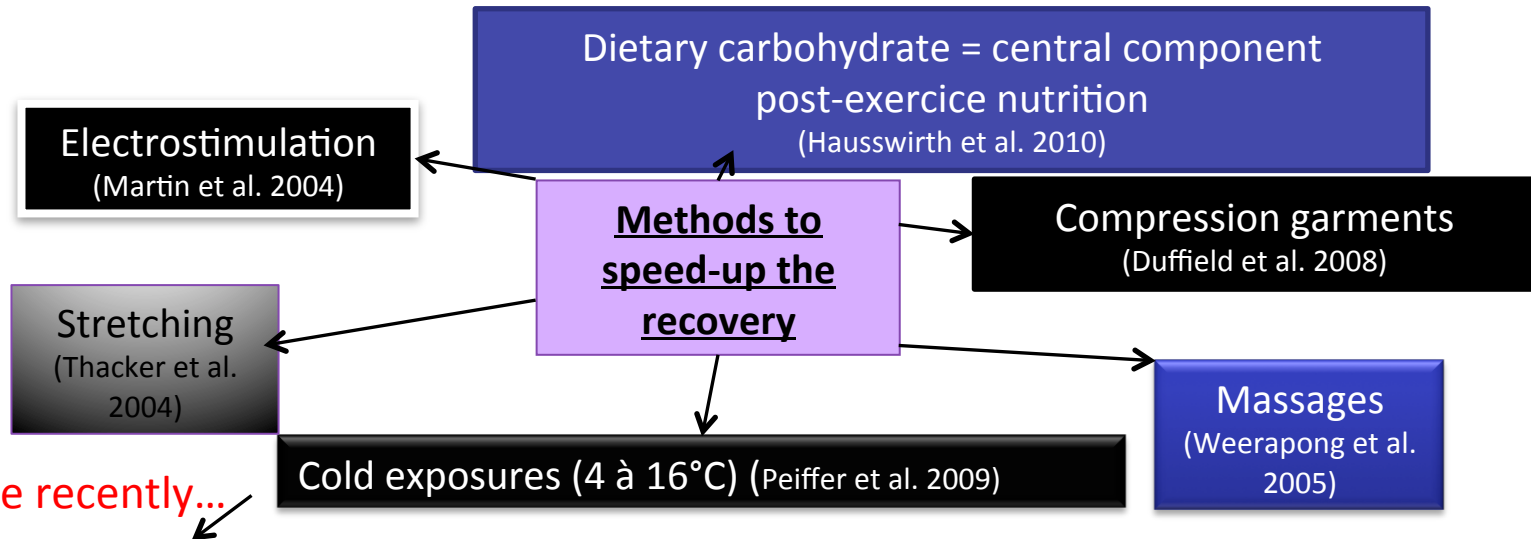 Dietary carbohydrate = central component
post-exercice nutrition
(Hausswirth et al. 2010)
Electrostimulation
(Martin et al. 2004)
Methods to
speed-up the
recovery
Compression garments
(Duffield et al. 2008)
Stretching
(Thacker et al.
2004)
Massages
(Weerapong et al.
2005)
Cold exposures (4 à 16°C) (Peiffer et al. 2009)
e recently...